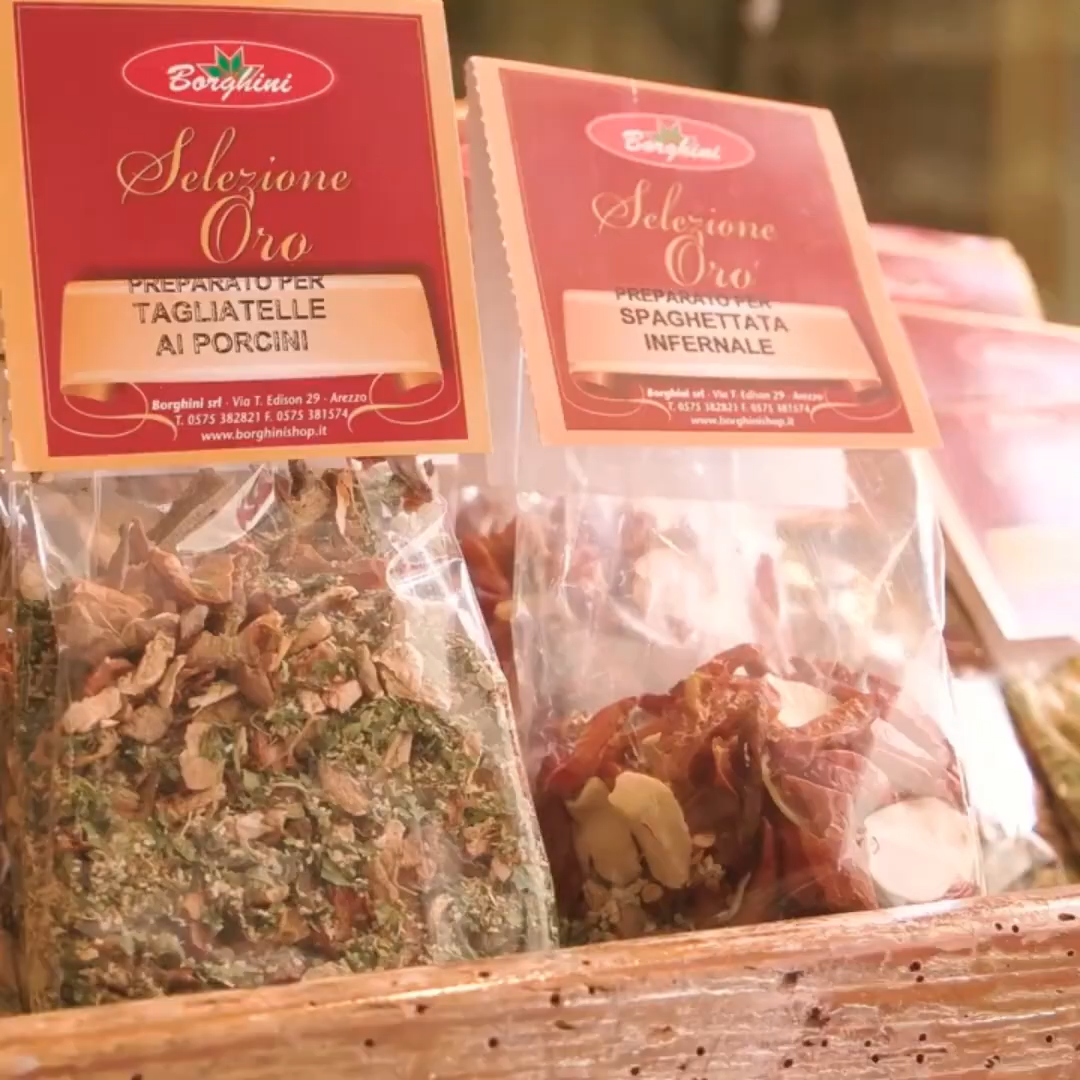 Borghini
Selezione
Oro
PREPARATO PER
TAGLIATELLE
AI PORCINI
Borghini srl - Via T. Edison 29 - Arezzo
T. 0575 382821 F. 0575 381574
www.borghinishop.it
Borghini
Selezione
Oro
PREPARATO PER
SPAGHETTATA
INFERNALE
Borghini srl - Via T. Edison 29 - Arezzo
T. 0575 382821 F. 0575 381574
www.borghinishop.it